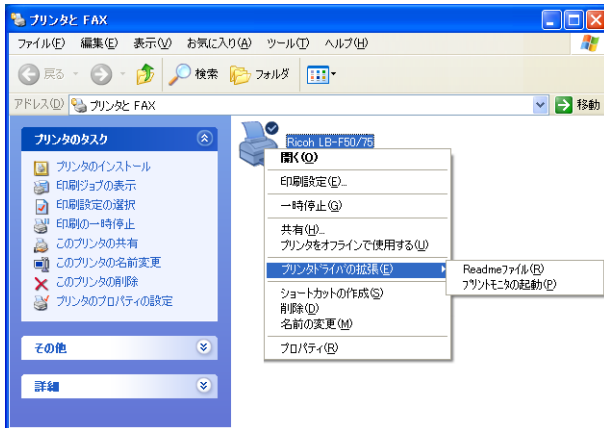 プリンタと FAX
ファイル(F) 編集(E) 表示(V) お気に入り(A) ツール(T) ヘルプ(H)
戻る 検索 フォルダ
アドレス(D) プリンタと FAX 移動
プリンタのタスク
プリンタのインストール
印刷ジョブの表示
印刷設定の選択
印刷の一時停止
このプリンタの共有
このプリンタの名前変更
このプリンタの削除
プリンタのプロパティの設定
その他
詳細
Ricoh LB-F50/75
開く(O)
印刷設定(E)...
一時停止(G)
共有(H)...
プリンタをオフラインで使用する(U)
プリンタドライバの拡張(E)
ショートカットの作成(S)
削除(D)
名前の変更(M)
プロパティ(R)
Readmeファイル(R)
プリントモニタの起動(P)